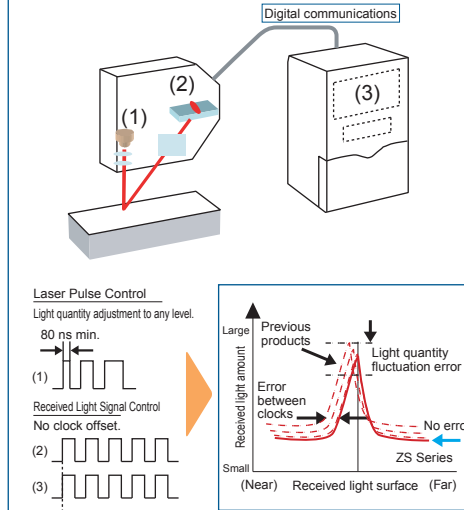 Digital communications
(1)
(2)
(3)
Laser Pulse Control
Light quantity adjustment to any level.
80 ns min.
(1)
Received Light Signal Control
No clock offset.
(2)
(3)
Received light amount
Large
Small
Previous
products
Light quantity
fluctuation error
Error
between
clocks
No error
ZS Series
(Near)
Received light surface
(Far)